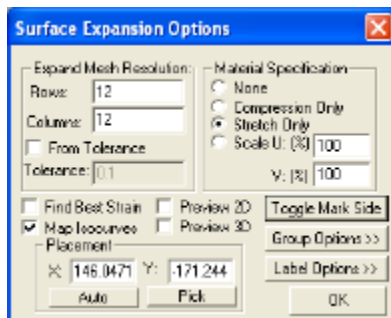 Surface Expansion Options
Expand Mesh Resolution:
Rows: 12
Columns: 12
From Tolerance
Tolerance: 0.1
Material Specification
None
Compression Only
Stretch Only
Scale U: (%) 100
V: (%) 100
Find Best Strain
Preview 2D
Map Isocurves
Preview 3D
Placement
X: 146.0471 Y: -171.244
Auto Pick
Toggle Mark Side
Group Options >>
Label Options >>
OK